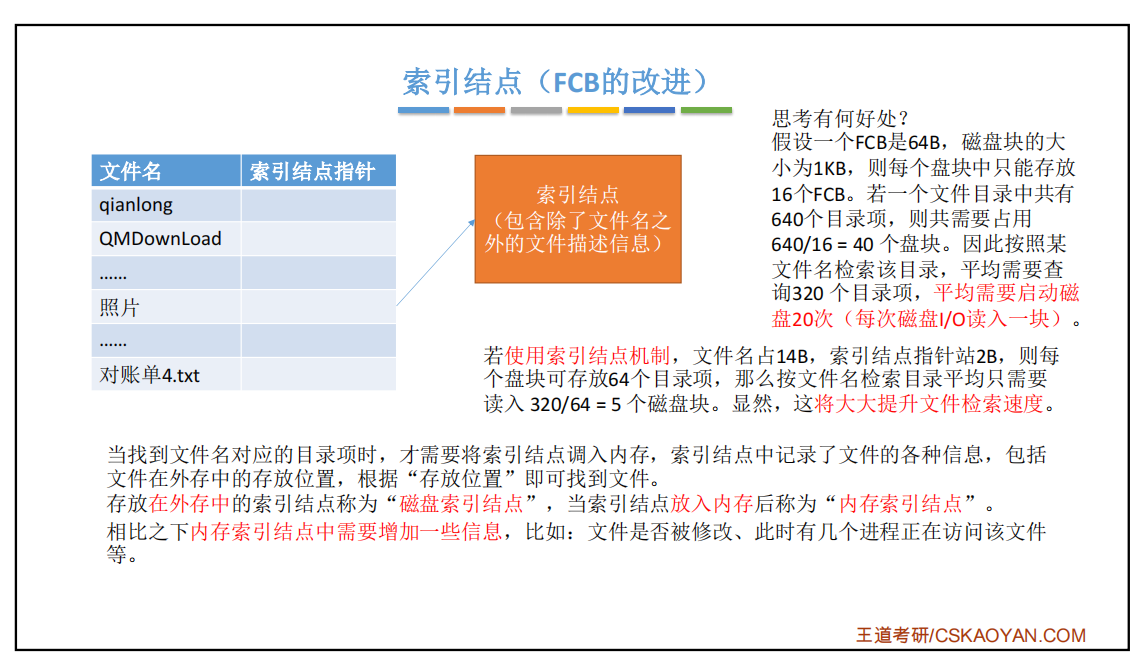 索引结点（FCB的改进）
思考有何好处？
假设一个FCB是64B，磁盘块的大
小为1KB，则每个盘块中只能存放
16个FCB。若一个文件目录中共有
640个目录项，则共需要占用
640/16 = 40 个盘块。因此按照某
文件名检索该目录，平均需要查
询320 个目录项，平均需要启动磁
盘20次（每次磁盘I/O读入一块）。
文件名 索引结点指针
qianlong
QMDownLoad
……
照片
……
对账单4.txt
索引结点
（包含除了文件名之
外的文件描述信息）
若使用索引结点机制，文件名占14B，索引结点指针站2B，则每
个盘块可存放64个目录项，那么按文件名检索目录平均只需要
读入 320/64 = 5 个磁盘块。显然，这将大大提升文件检索速度。
当找到文件名对应的目录项时，才需要将索引结点调入内存，索引结点中记录了文件的各种信息，包括
文件在外存中的存放位置，根据“存放位置”即可找到文件。
存放在外存中的索引结点称为“磁盘索引结点”，当索引结点放入内存后称为“内存索引结点”。
相比之下内存索引结点中需要增加一些信息，比如：文件是否被修改、此时有几个进程正在访问该文件
等。
王道考研/CSKAOYAN.COM